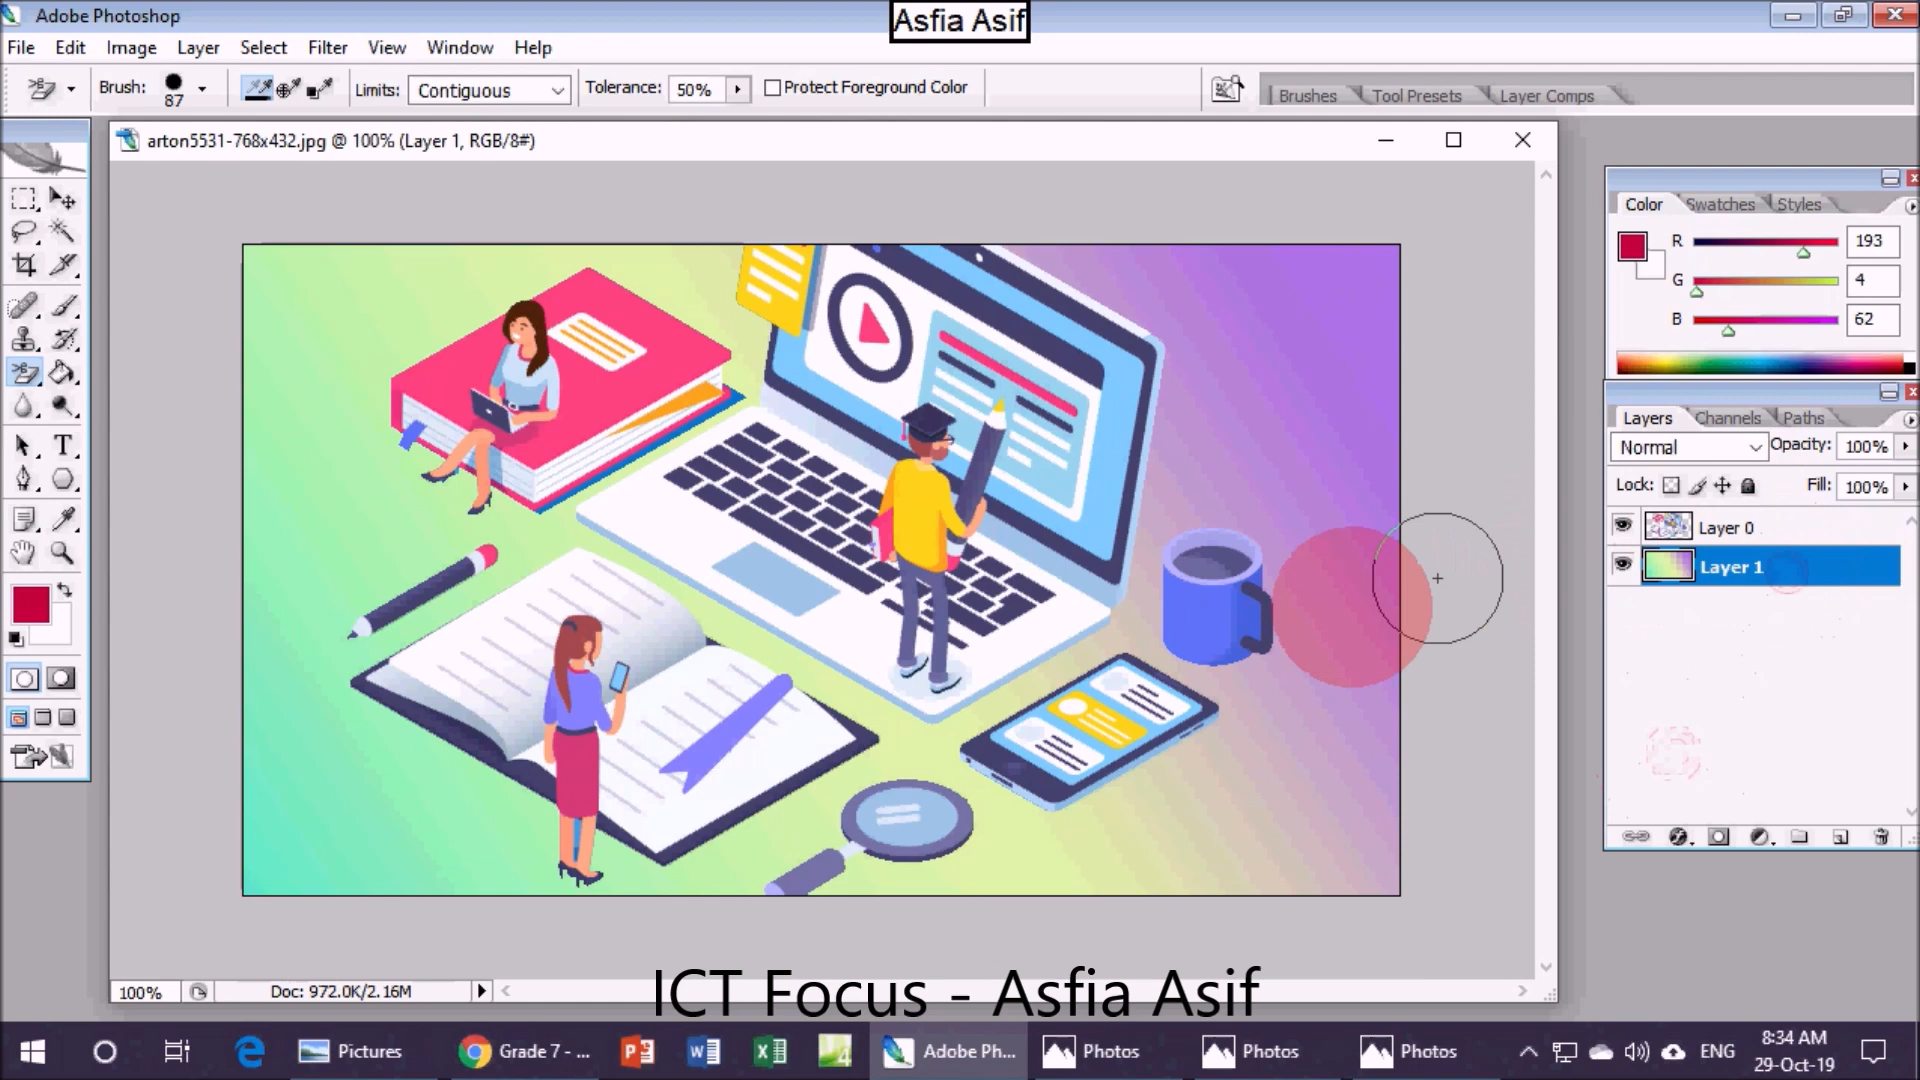 Adobe Photoshop
Asfia Asif
File Edit Image Layer Select Filter View Window Help
Brush: 87 Limits: Contiguous Tolerance: 50% Protect Foreground Color
Brushes Tool Presets Layer Comps
arton5531-768x432.jpg @ 100% (Layer 1, RGB/8#)
Color Swatches Styles
R 193
G 4
B 62
Layers Channels Paths
Normal Opacity: 100%
Lock: Fill: 100%
Layer 0
Layer 1
100% Doc: 972.0K/2.16M
ICT Focus - Asfia Asif
Pictures Grade 7 - ... Adobe Ph... Photos Photos Photos ENG 8:34 AM
29-Oct-19